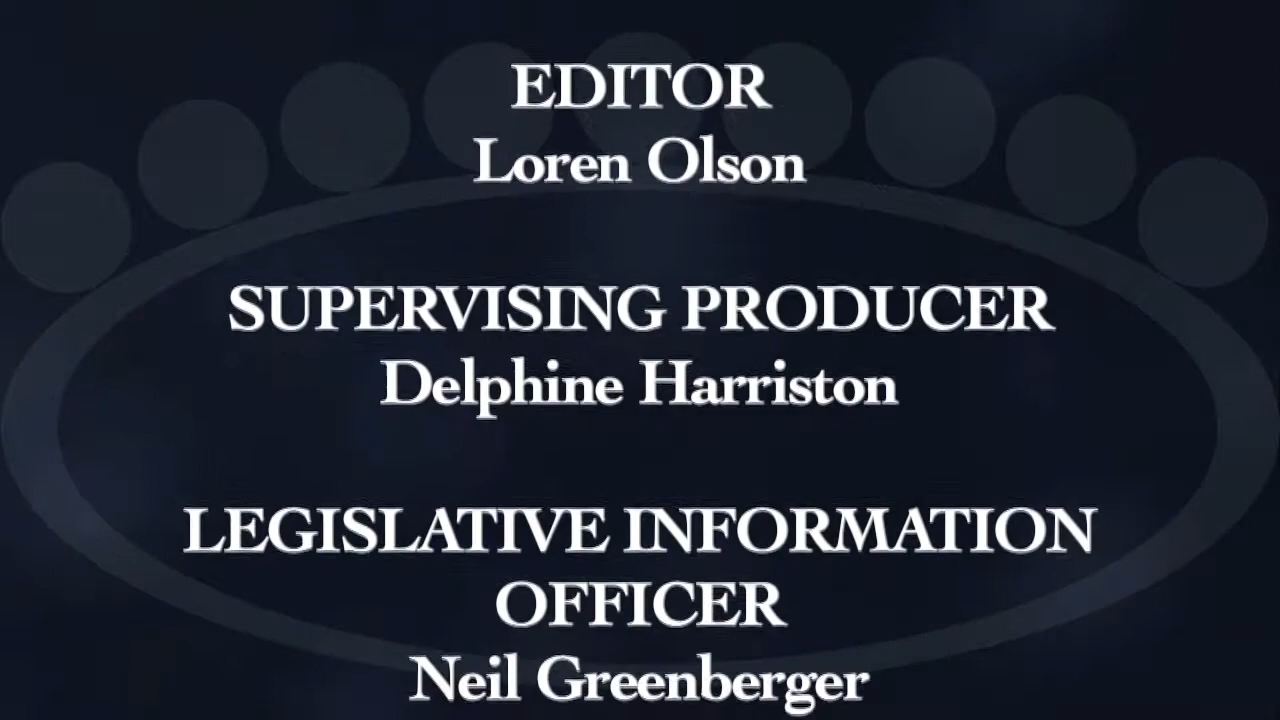 EDITOR
Loren Olson
SUPERVISING PRODUCER
Delphine Harriston
LEGISLATIVE INFORMATION
OFFICER
Neil Greenberger